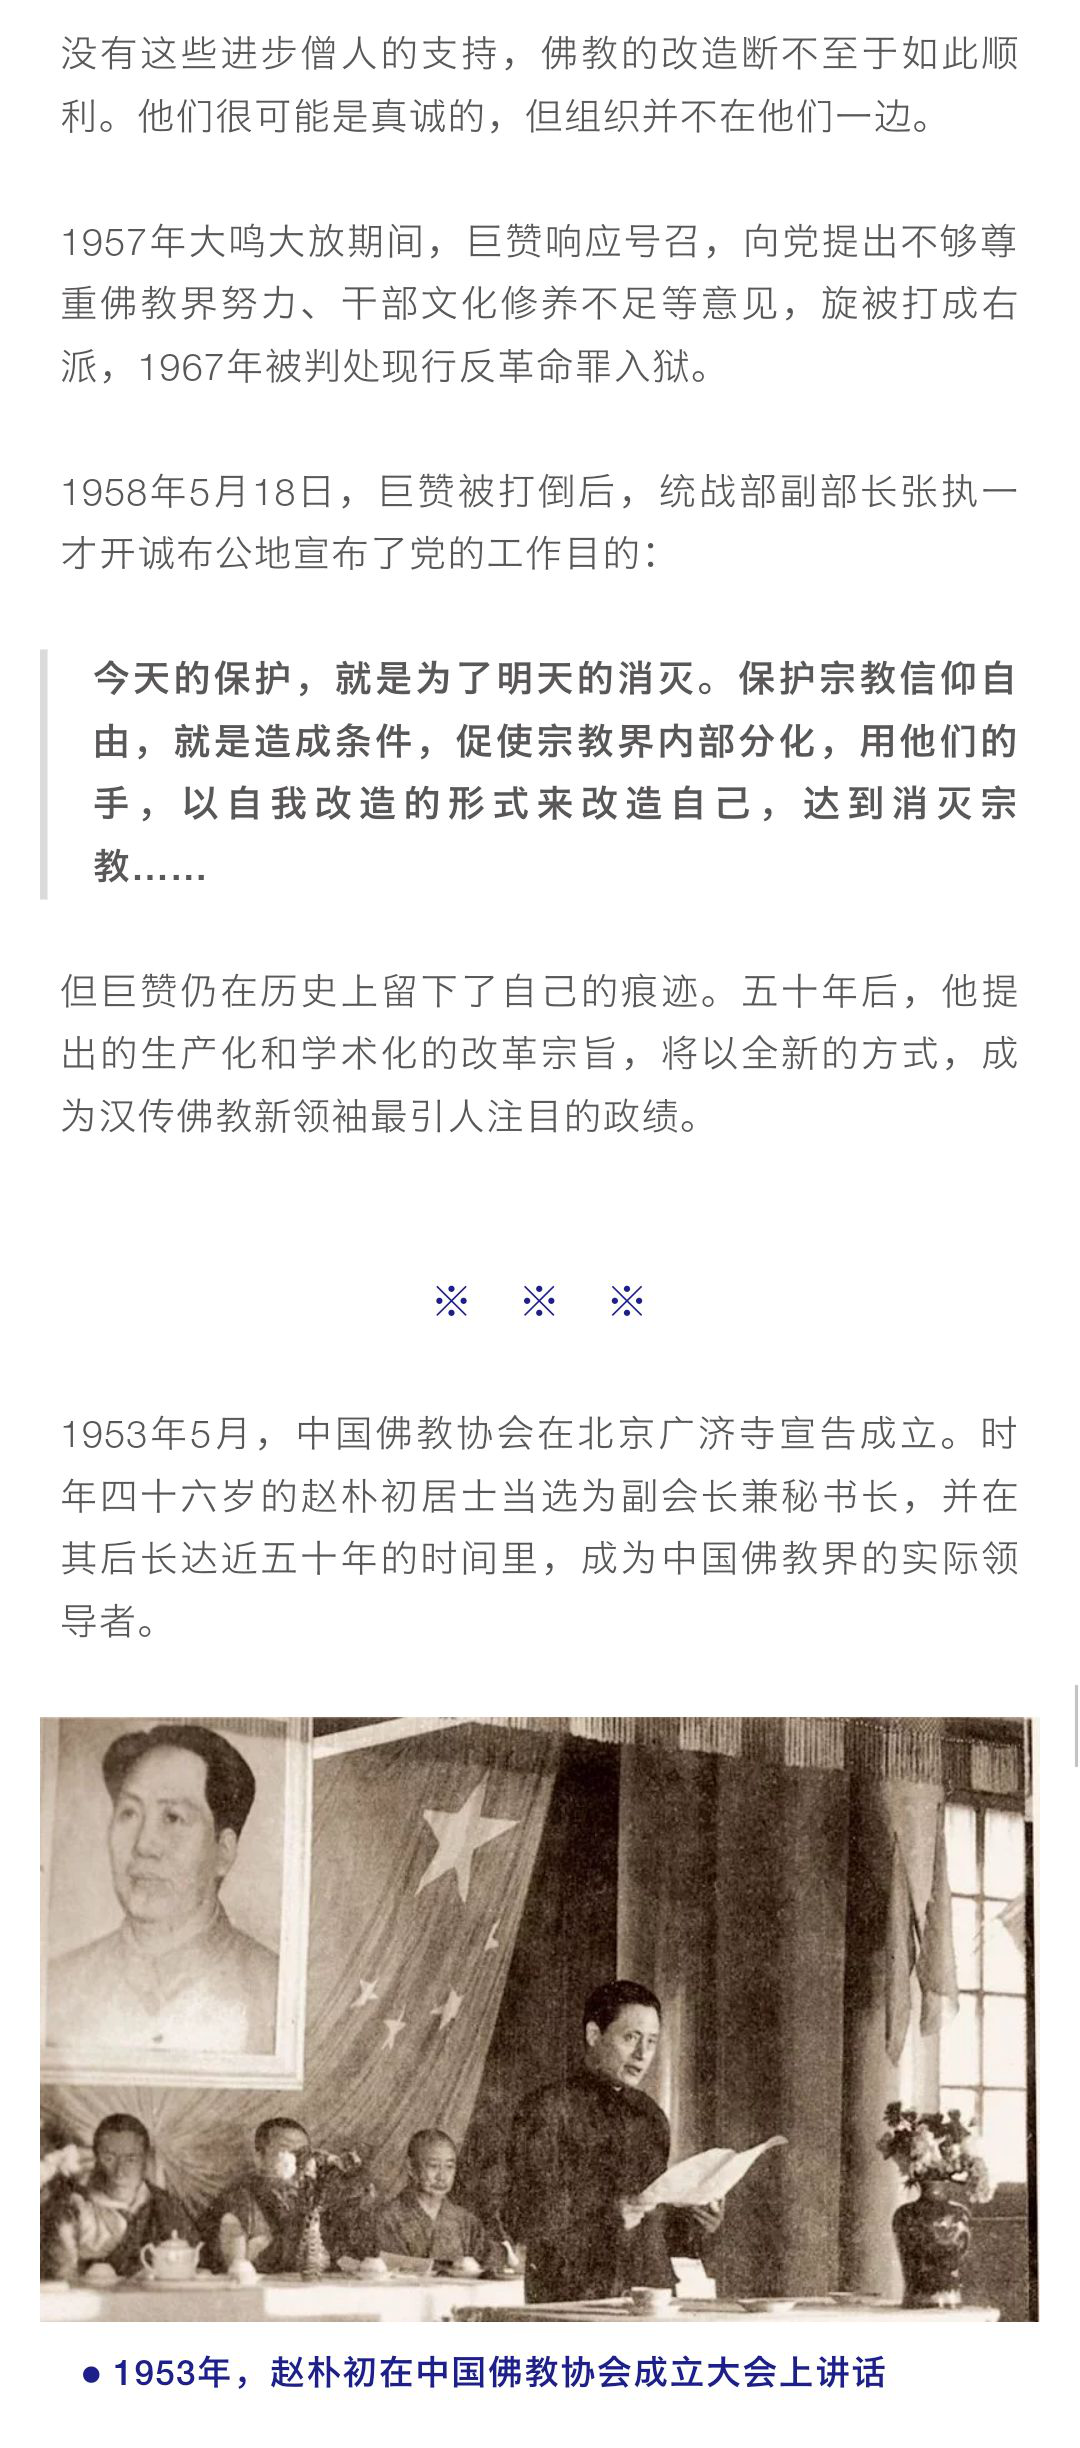 没有这些进步僧人的支持，佛教的改造断不至于如此顺
利。他们很可能是真诚的，但组织并不在他们一边。
1957年大鸣大放期间，巨赞响应号召，向党提出不够尊
重佛教界努力、干部文化修养不足等意见，旋被打成右
派，1967年被判处现行反革命罪入狱。
1958年5月18日，巨赞被打倒后，统战部副部长张执一
才开诚布公地宣布了党的工作目的：
今天的保护，就是为了明天的消灭。保护宗教信仰自
由，就是造成条件，促使宗教界内部分化，用他们的
手，以自我改造的形式来改造自己，达到消灭宗
教……
但巨赞仍在历史上留下了自己的痕迹。五十年后，他提
出的生产化和学术化的改革宗旨，将以全新的方式，成
为汉传佛教新领袖最引人注目的政绩。
※ ※ ※
1953年5月，中国佛教协会在北京广济寺宣告成立。时
年四十六岁的赵朴初居士当选为副会长兼秘书长，并在
其后长达近五十年的时间里，成为中国佛教界的实际领
导者。
● 1953年，赵朴初在中国佛教协会成立大会上讲话